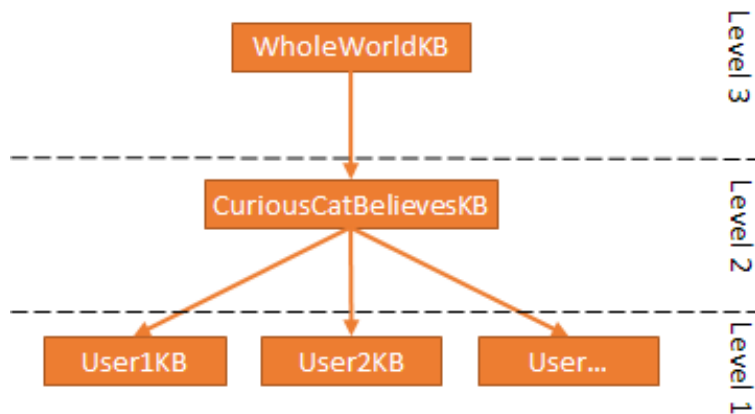 WholeWorldKB
Level 3
CuriousCatBelievesKB
Level 2
User1KB
User2KB
User...
Level 1